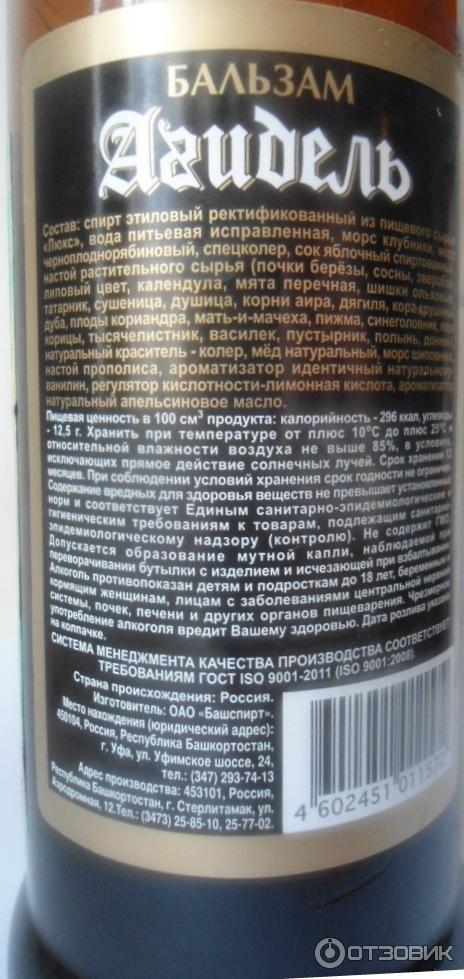 БАЛЬЗАМ
Агидель
Состав: спирт этиловый ректификованный из пищевого сырья
«Люкс», вода питьевая исправленная, морс клубники,
черноплоднорябиновый, спецколер, сок яблочный спиртованный,
настой растительного сырья (почки берёзы, сосны,
липовый цвет, календула, мята перечная, шишки
татарник, сушеница, душица, корни аира, дягиля, кора
дуба, плоды кориандра, мать-и-мачеха, пижма, синеголовник,
корицы, тысячелистник, василек, пустырник, полынь,
натуральный краситель - колер, мёд натуральный, морс
настой прополиса, ароматизатор идентичный натуральному
ванилин, регулятор кислотности-лимонная кислота, ароматизатор
натуральный апельсиновое масло.
Пищевая ценность в 100 см³ продукта: калорийность - 296 ккал, углеводы
- 12,5 г. Хранить при температуре от плюс 10°С до плюс 25°С и
относительной влажности воздуха не выше 85%, в условиях,
исключающих прямое действие солнечных лучей. Срок хранения 12
месяцев. При соблюдении условий хранения срок годности не ограничен.
Содержание вредных для здоровья веществ не превышает установленных
норм и соответствует Единым санитарно-эпидемиологическим и
гигиеническим требованиям к товарам, подлежащим санитарно-
эпидемиологическому надзору (контролю). Не содержит ГМО.
Допускается образование мутной капли, наблюдаемой при
переворачивании бутылки с изделием и исчезающей при взбалтывании.
Алкоголь противопоказан детям и подросткам до 18 лет, беременным и
кормящим женщинам, лицам с заболеваниями центральной нервной
системы, почек, печени и других органов пищеварения. Чрезмерное
употребление алкоголя вредит Вашему здоровью. Дата розлива указана
на колпачке.
СИСТЕМА МЕНЕДЖМЕНТА КАЧЕСТВА ПРОИЗВОДСТВА СООТВЕТСТВУЕТ
ТРЕБОВАНИЯМ ГОСТ ISO 9001-2011 (ISO 9001:2008).
Страна происхождения: Россия.
Изготовитель: ОАО «Башспирт».
Место нахождения (юридический адрес):
450104, Россия, Республика Башкортостан,
г. Уфа, ул. Уфимское шоссе, 24,
тел.: (347) 293-74-13
Адрес производства: 453101, Россия,
Республика Башкортостан, г. Стерлитамак, ул.
Аэродромная, 12.Тел.: (3473) 25-85-10, 25-77-02.
4 602451 01157
ОТЗОВИК